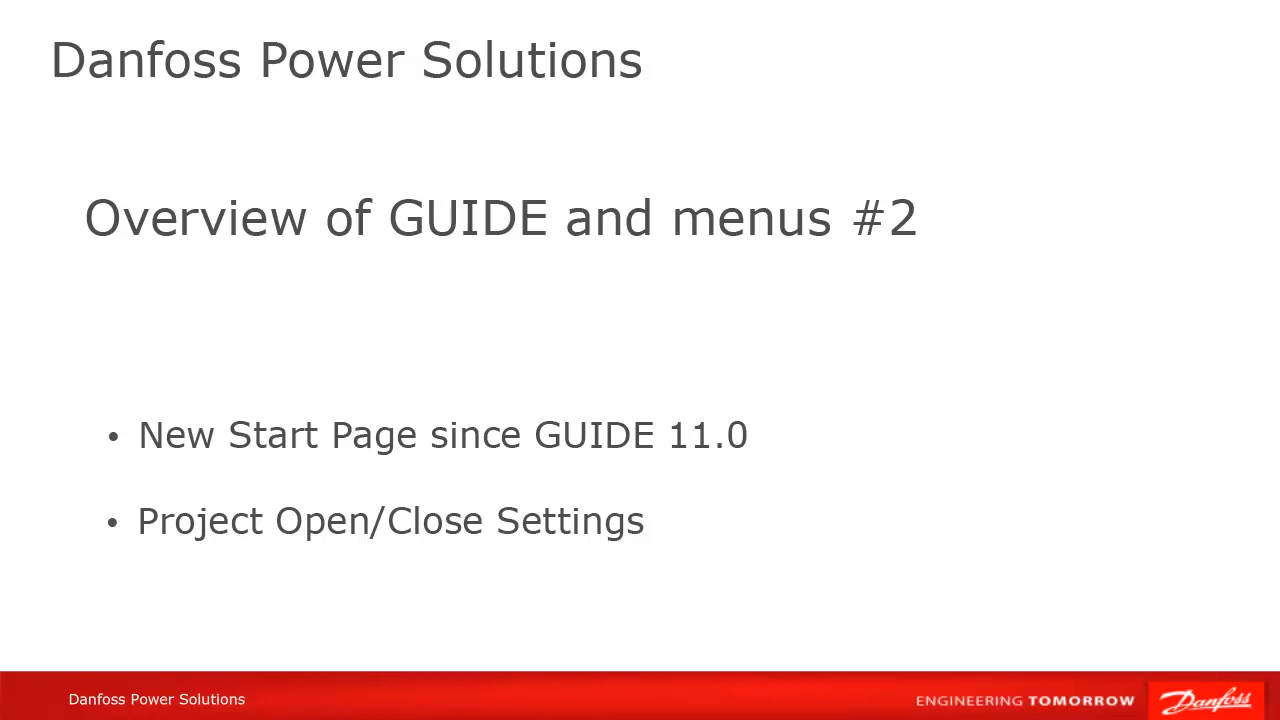 Danfoss Power Solutions
Overview of GUIDE and menus #2
• New Start Page since GUIDE 11.0
• Project Open/Close Settings
Danfoss Power Solutions
ENGINEERING TOMORROW
Danfoss